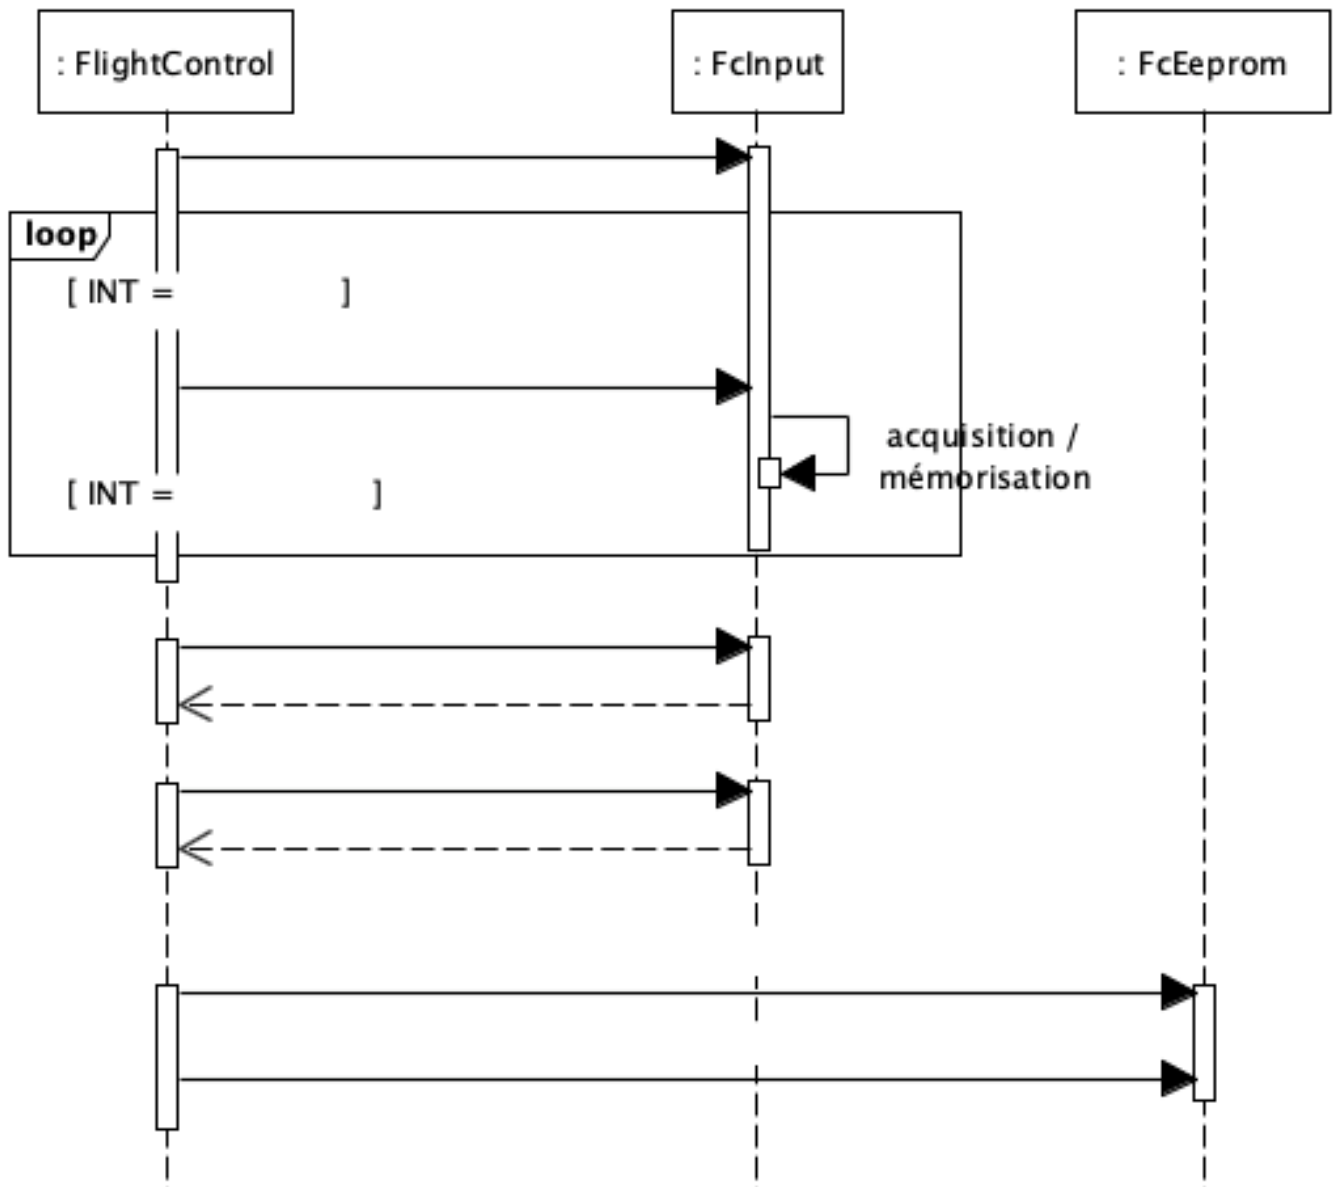 : FlightControl
: FcInput
: FcEeprom
loop
[ INT = ]
acquisition /
mémorisation
[ INT = ]